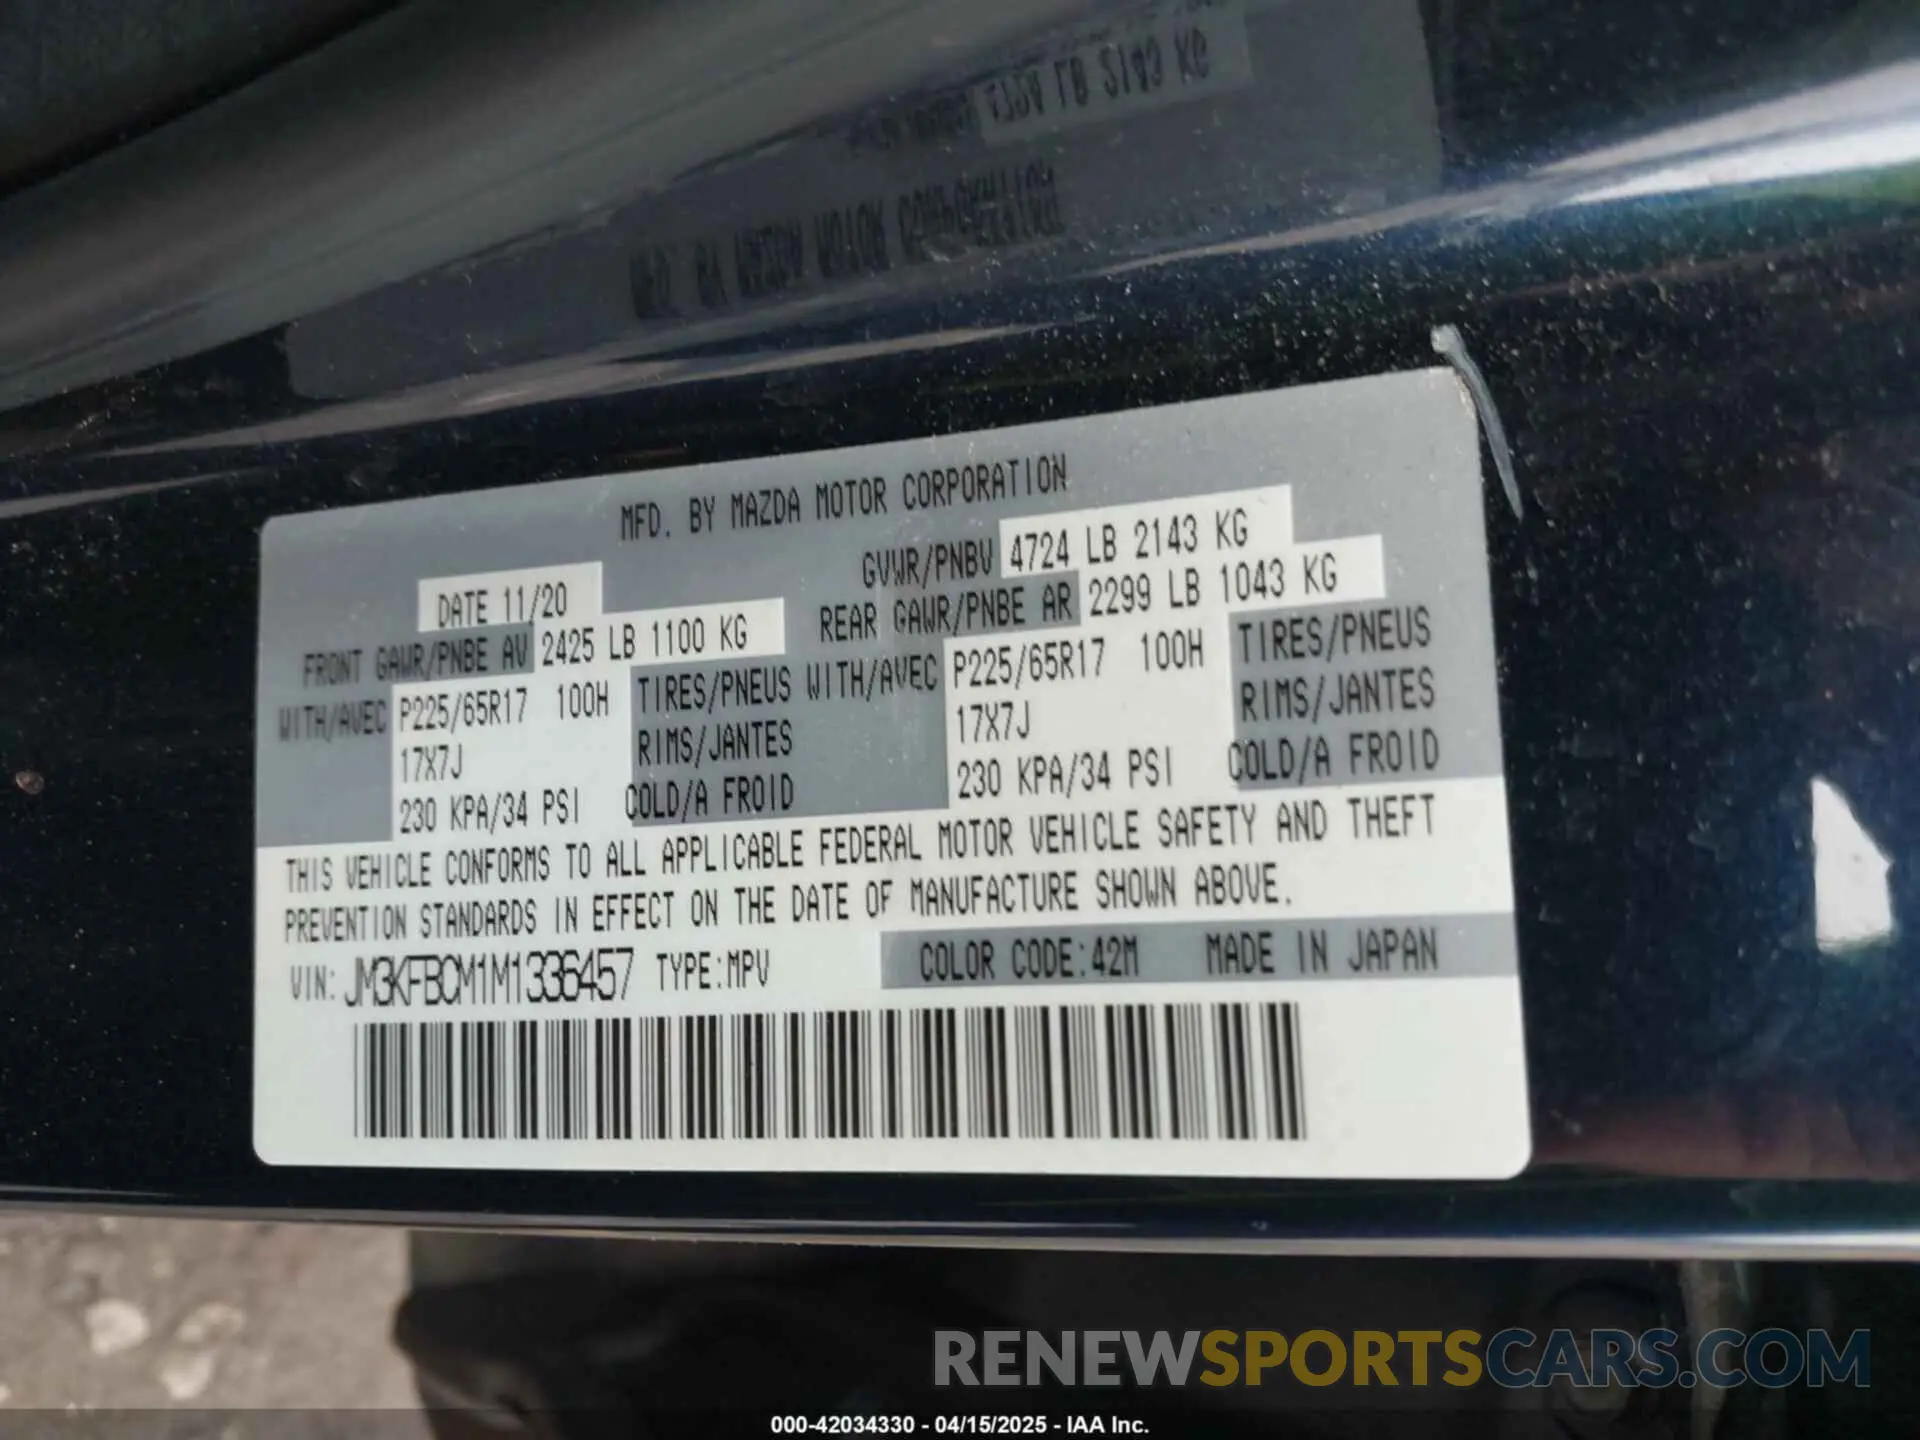 MFD. BY MAZDA MOTOR CORPORATION
DATE 11/20
GVWR/PNBV 4724 LB 2143 KG
FRONT GAWR/PNBE AV 2425 LB 1100 KG
REAR GAWR/PNBE AR 2299 LB 1043 KG
WITH/AVEC P225/65R17 100H TIRES/PNEUS
17X7J RIMS/JANTES
230 KPA/34 PSI COLD/A FROID
WITH/AVEC P225/65R17 100H TIRES/PNEUS
17X7J RIMS/JANTES
230 KPA/34 PSI COLD/A FROID
THIS VEHICLE CONFORMS TO ALL APPLICABLE FEDERAL MOTOR VEHICLE SAFETY AND THEFT
PREVENTION STANDARDS IN EFFECT ON THE DATE OF MANUFACTURE SHOWN ABOVE.
VIN: JM3KFBCM1M1336457 TYPE:MPV COLOR CODE:42M MADE IN JAPAN
RENEWSPORTSCARS.COM
000-42034330 - 04/15/2025 - IAA Inc.